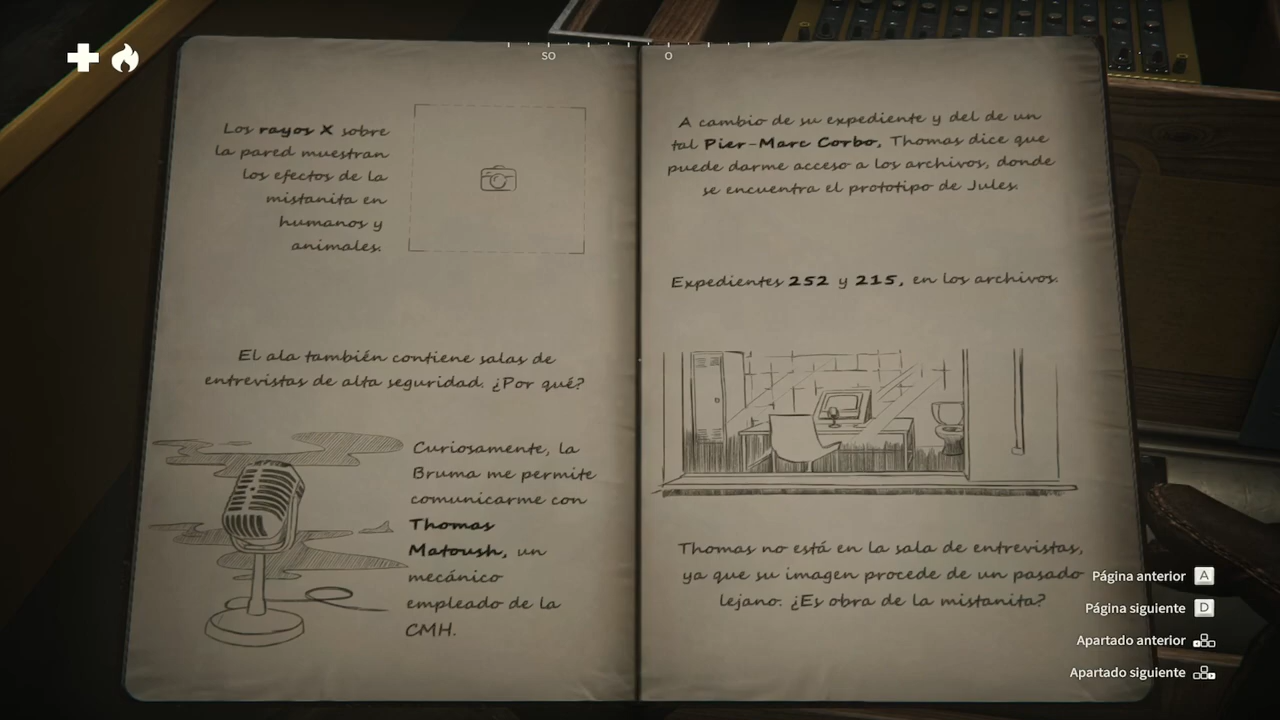 SO
O
Los rayos X sobre
la pared muestran
los efectos de la
mistanita en
humanos y
animales.
El ala también contiene salas de
entrevistas de alta seguridad. ¿Por qué?
Curiosamente, la
Bruma me permite
comunicarme con
Thomas
Matoush, un
mecánico
empleado de la
CMH.
A cambio de su expediente y del de un
tal Pier-Marc Corbo, Thomas dice que
puede darme acceso a los archivos, donde
se encuentra el prototipo de Jules.
Expedientes 252 y 215, en los archivos.
Thomas no está en la sala de entrevistas,
ya que su imagen procede de un pasado
lejano. ¿Es obra de la mistanita?
Página anterior A
Página siguiente D
Apartado anterior
Apartado siguiente